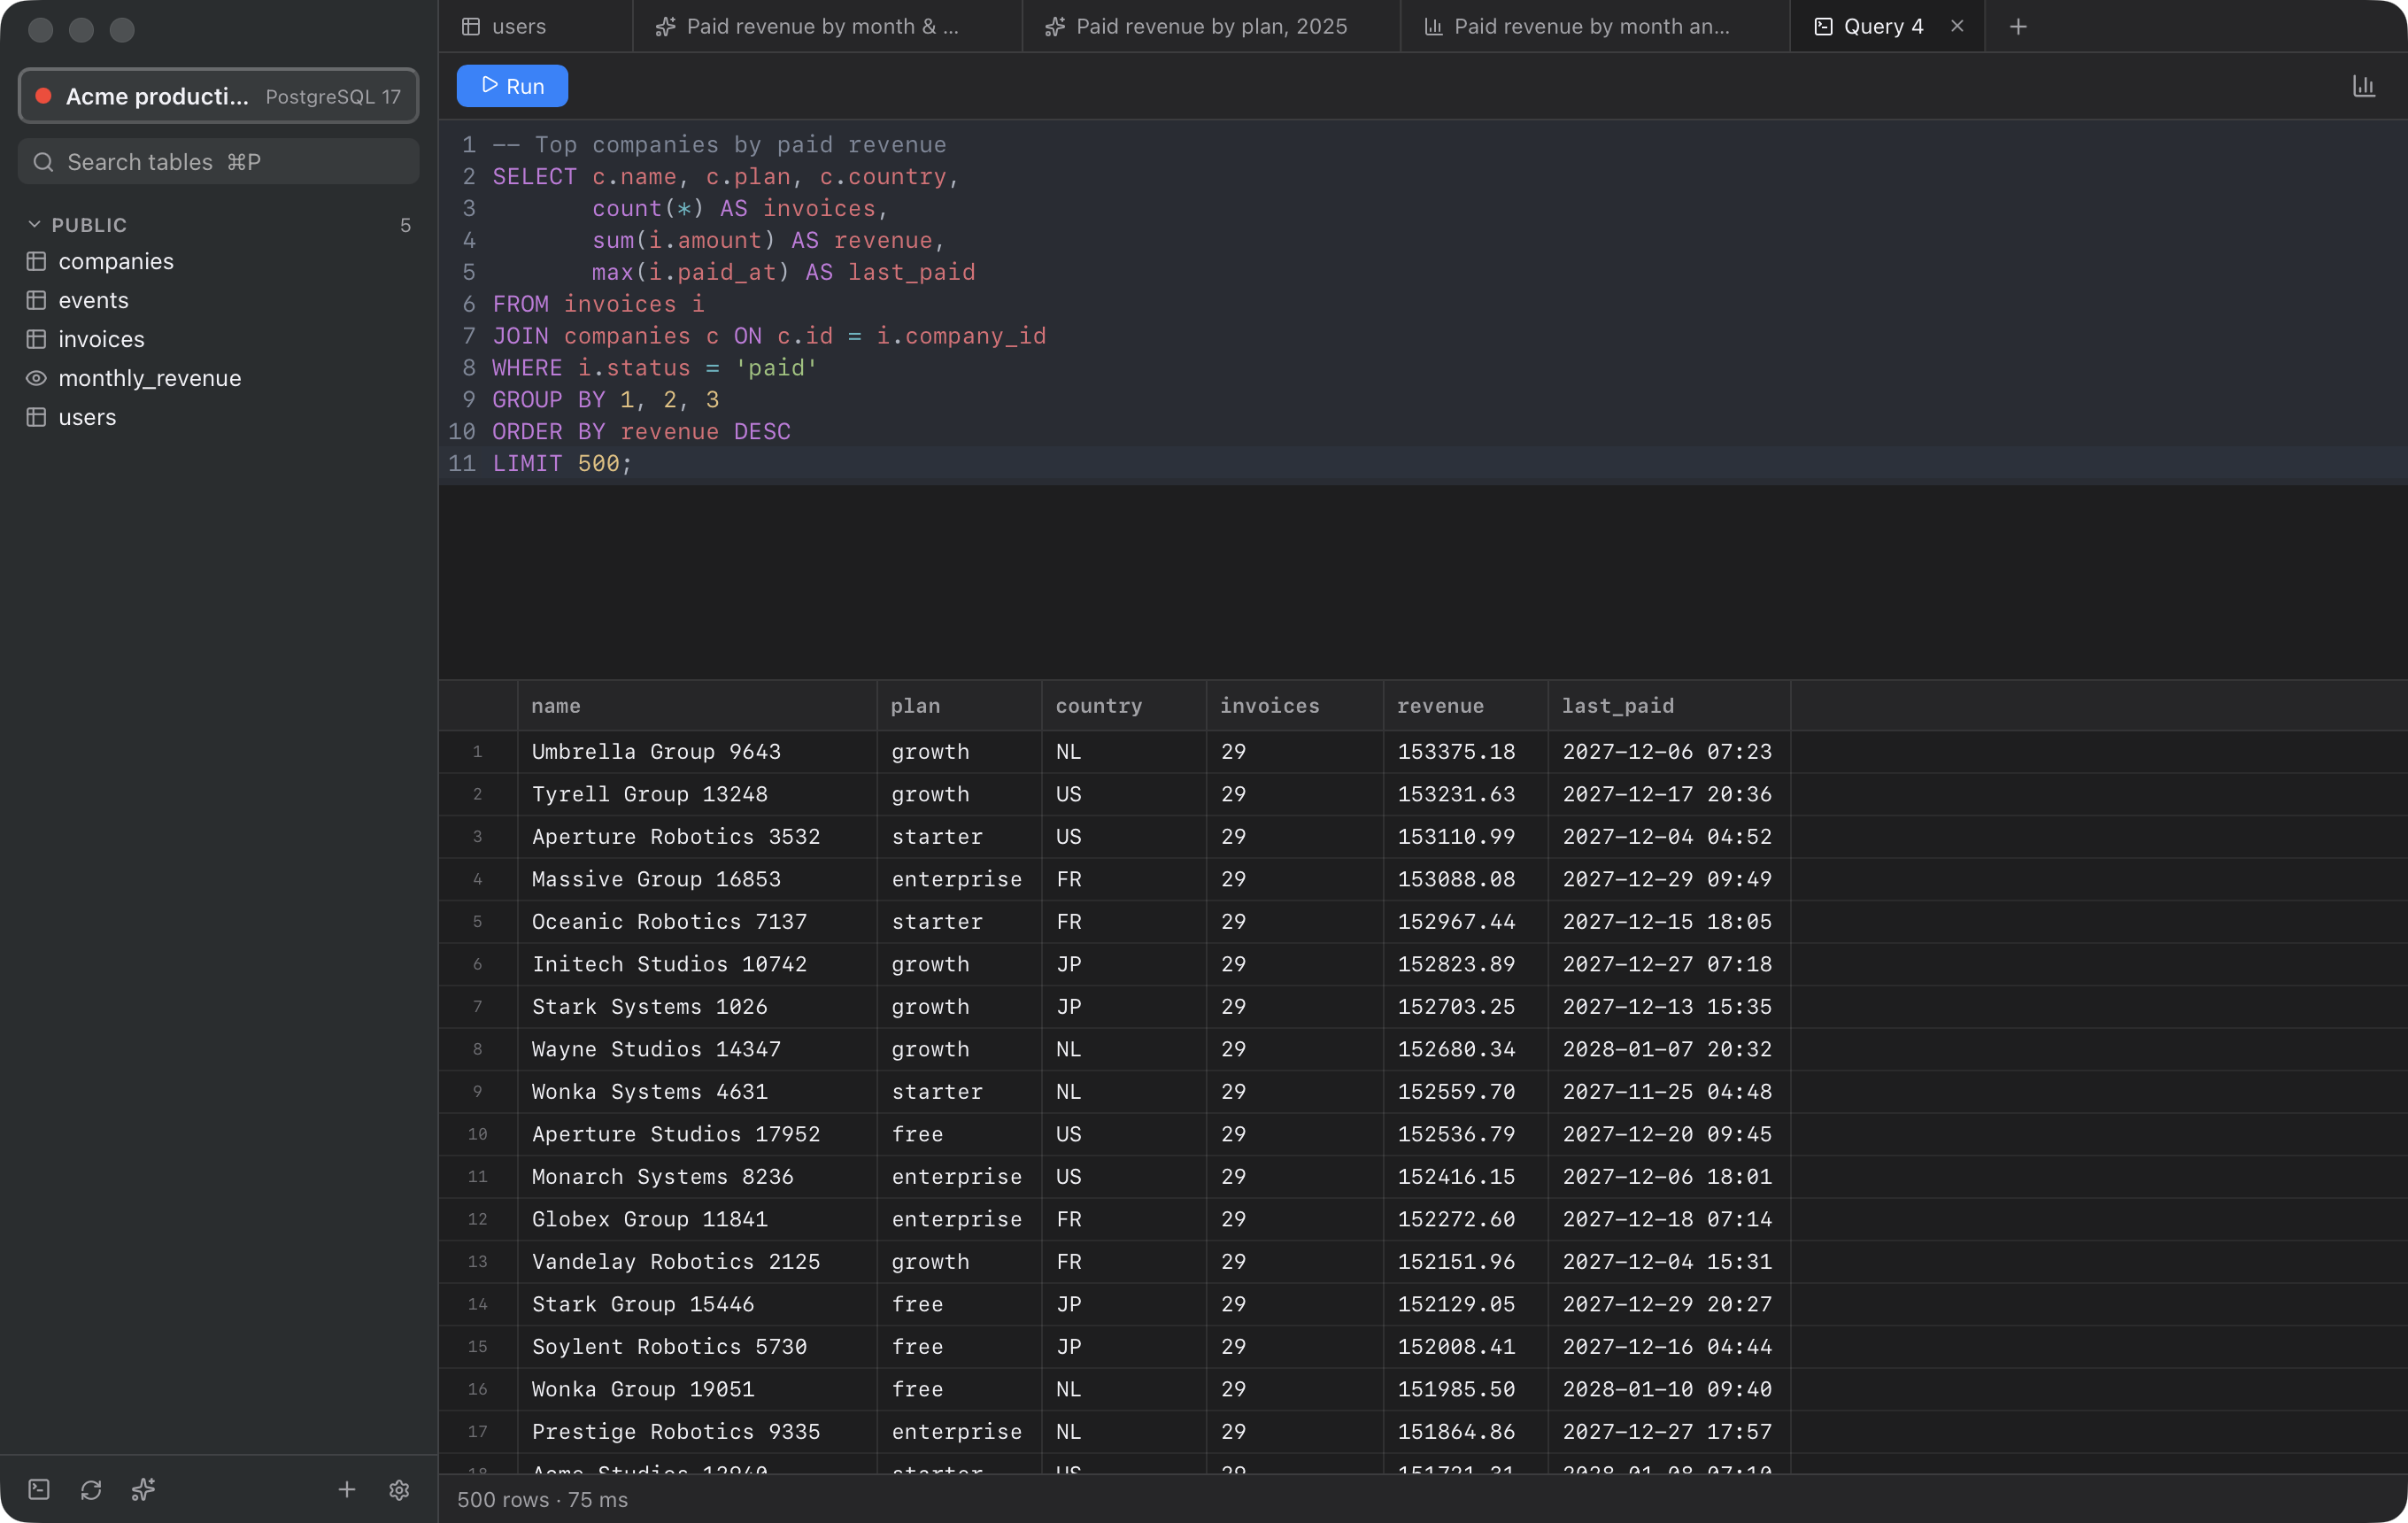 users
Paid revenue by month & ...
Paid revenue by plan, 2025
Paid revenue by month an...
Query 4
Acme producti... PostgreSQL 17
Run
Search tables ⌘P
PUBLIC 5
companies
events
invoices
monthly_revenue
users
1 -- Top companies by paid revenue
2 SELECT c.name, c.plan, c.country,
3 count(*) AS invoices,
4 sum(i.amount) AS revenue,
5 max(i.paid_at) AS last_paid
6 FROM invoices i
7 JOIN companies c ON c.id = i.company_id
8 WHERE i.status = 'paid'
9 GROUP BY 1, 2, 3
10 ORDER BY revenue DESC
11 LIMIT 500;
name plan country invoices revenue last_paid
1 Umbrella Group 9643 growth NL 29 153375.18 2027-12-06 07:23
2 Tyrell Group 13248 growth US 29 153231.63 2027-12-17 20:36
3 Aperture Robotics 3532 starter US 29 153110.99 2027-12-04 04:52
4 Massive Group 16853 enterprise FR 29 153088.08 2027-12-29 09:49
5 Oceanic Robotics 7137 starter FR 29 152967.44 2027-12-15 18:05
6 Initech Studios 10742 growth JP 29 152823.89 2027-12-27 07:18
7 Stark Systems 1026 growth JP 29 152703.25 2027-12-13 15:35
8 Wayne Studios 14347 growth NL 29 152680.34 2028-01-07 20:32
9 Wonka Systems 4631 starter NL 29 152559.70 2027-11-25 04:48
10 Aperture Studios 17952 free US 29 152536.79 2027-12-20 09:45
11 Monarch Systems 8236 enterprise US 29 152416.15 2027-12-06 18:01
12 Globex Group 11841 enterprise FR 29 152272.60 2027-12-18 07:14
13 Vandelay Robotics 2125 growth FR 29 152151.96 2027-12-04 15:31
14 Stark Group 15446 free JP 29 152129.05 2027-12-29 20:27
15 Soylent Robotics 5730 free JP 29 152008.41 2027-12-16 04:44
16 Wonka Group 19051 free NL 29 151985.50 2028-01-10 09:40
17 Prestige Robotics 9335 enterprise NL 29 151864.86 2027-12-27 17:57
18 Acme Studios 12940 starter US 29
500 rows · 75 ms